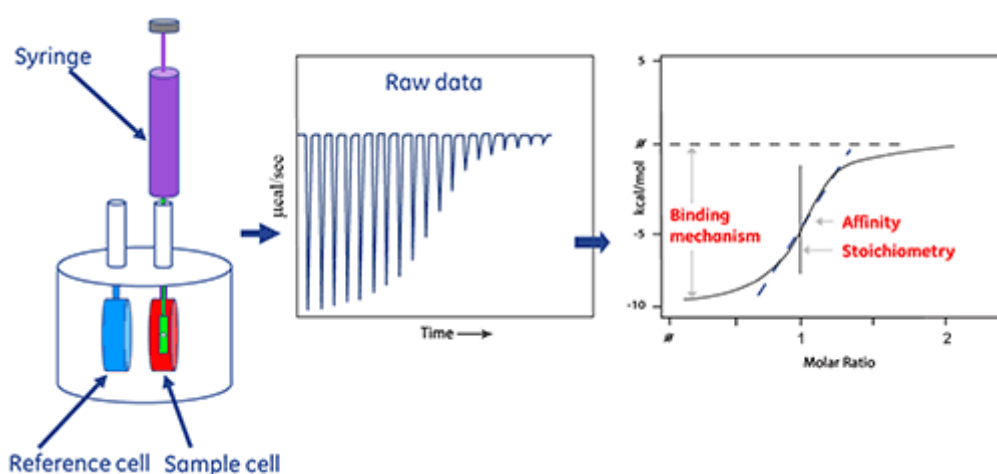 Syringe
Reference cell
Sample cell
Raw data
μcal/sec
Time
kcal/mol
5
-5
-10
Binding
mechanism
Affinity
Stoichiometry
1
2
Molar Ratio